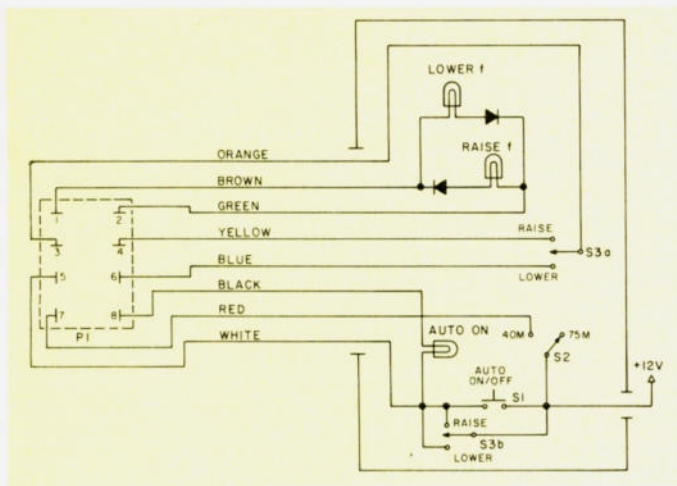 LOWER f
RAISE f
ORANGE
BROWN
GREEN
1 2
YELLOW
3 4
RAISE
S3a
BLUE
5 6
LOWER
BLACK
RED
7 8
P1
AUTO ON
40M 75M
S2
WHITE
+12V
AUTO
ON/OFF
S1
RAISE
S3b
LOWER